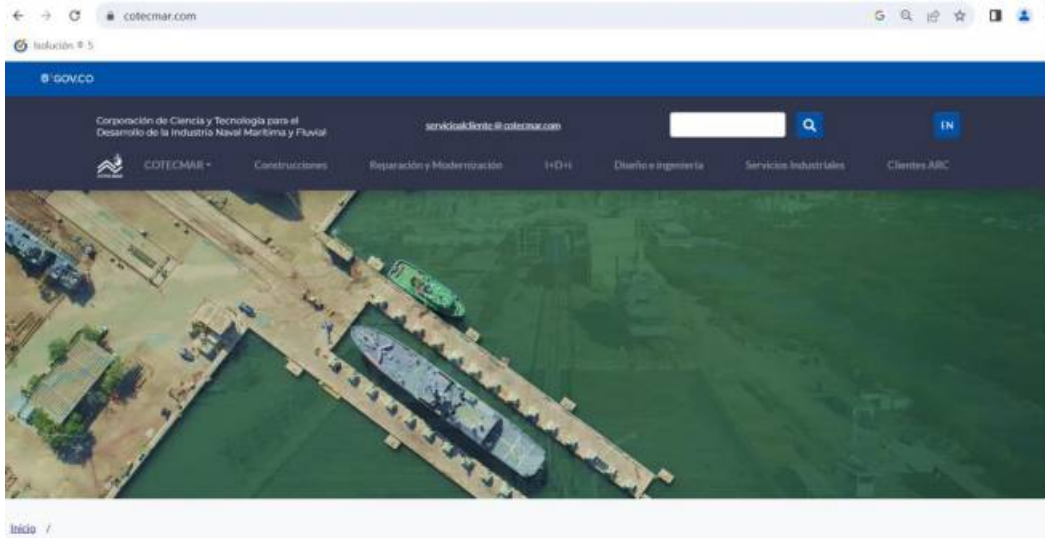 cotecmar.com
Isolución ® 5
GOV.CO
Corporación de Ciencia y Tecnología para el
Desarrollo de la Industria Naval Marítima y Fluvial
servicioalcliente@cotecmar.com
EN
COTECMAR
COTECMAR
Construcciones
Reparación y Modernización
I+D+i
Diseño e ingeniería
Servicios Industriales
Clientes ARC
Inicio /